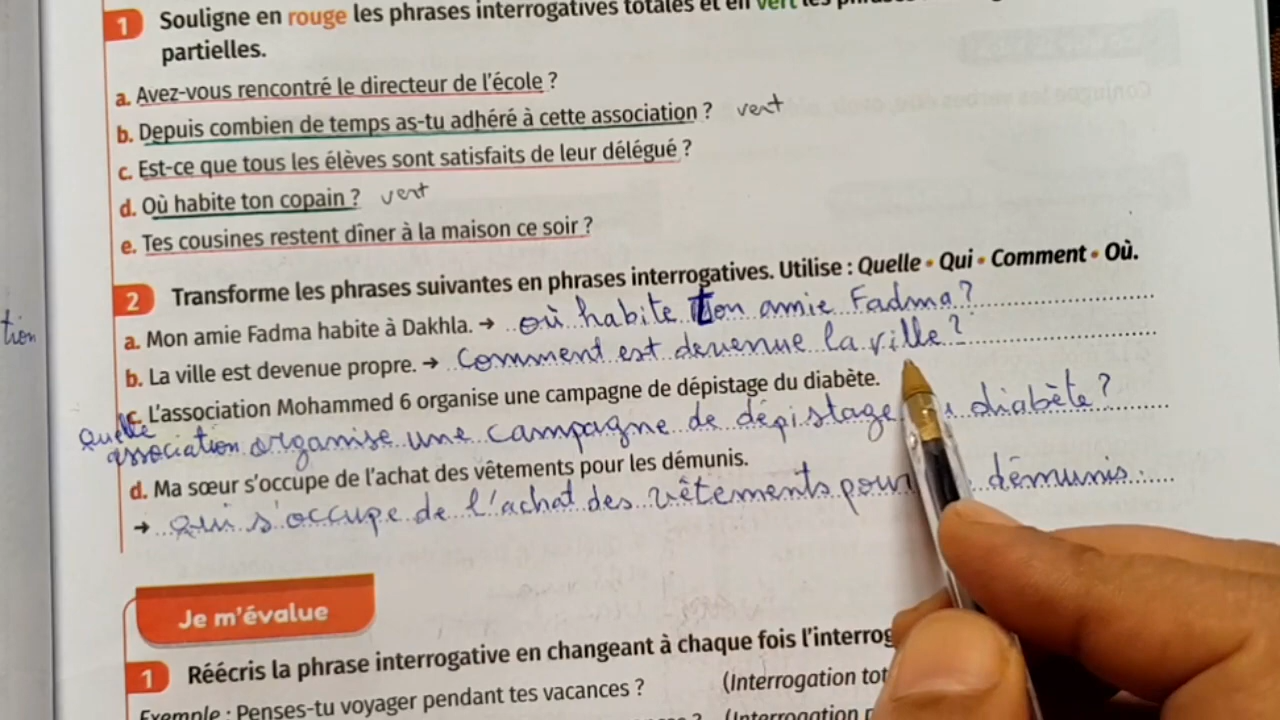 1 Souligne en rouge les phrases interrogatives totales et en vert les
partielles.
a. Avez-vous rencontré le directeur de l'école ?
b. Depuis combien de temps as-tu adhéré à cette association ? vert
c. Est-ce que tous les élèves sont satisfaits de leur délégué ?
d. Où habite ton copain ? vert
e. Tes cousines restent dîner à la maison ce soir ?
2 Transforme les phrases suivantes en phrases interrogatives. Utilise : Quelle • Qui • Comment • Où.
tion
a. Mon amie Fadma habite à Dakhla. → où habite Ton amie Fadma ?
b. La ville est devenue propre. → comment est devenue la ville ?
c. L'association Mohammed 6 organise une campagne de dépistage du diabète.
Quelle
association organise une campagne de dépistage diabète ?
d. Ma sœur s'occupe de l'achat des vêtements pour les démunis.
→ qui s'occupe de l'achat des vêtements pour démunis.
Je m'évalue
1 Réécris la phrase interrogative en changeant à chaque fois l'interrog
Exemple : Penses-tu voyager pendant tes vacances ? (Interrogation tot
? (Interrogation